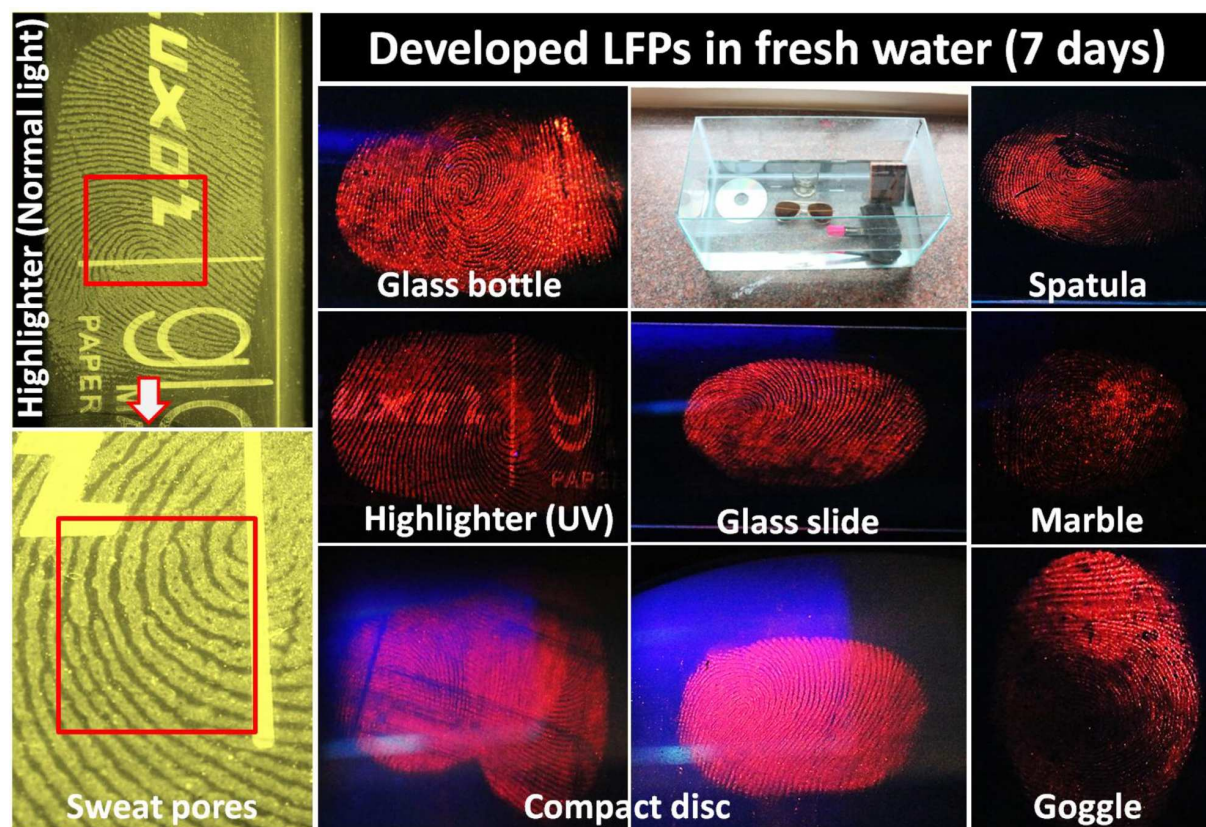 Developed LFPs in fresh water (7 days)
Highlighter (Normal light)
PAPER
Sweat pores
Glass bottle
Spatula
Highlighter (UV)
Glass slide
Marble
Compact disc
Goggle